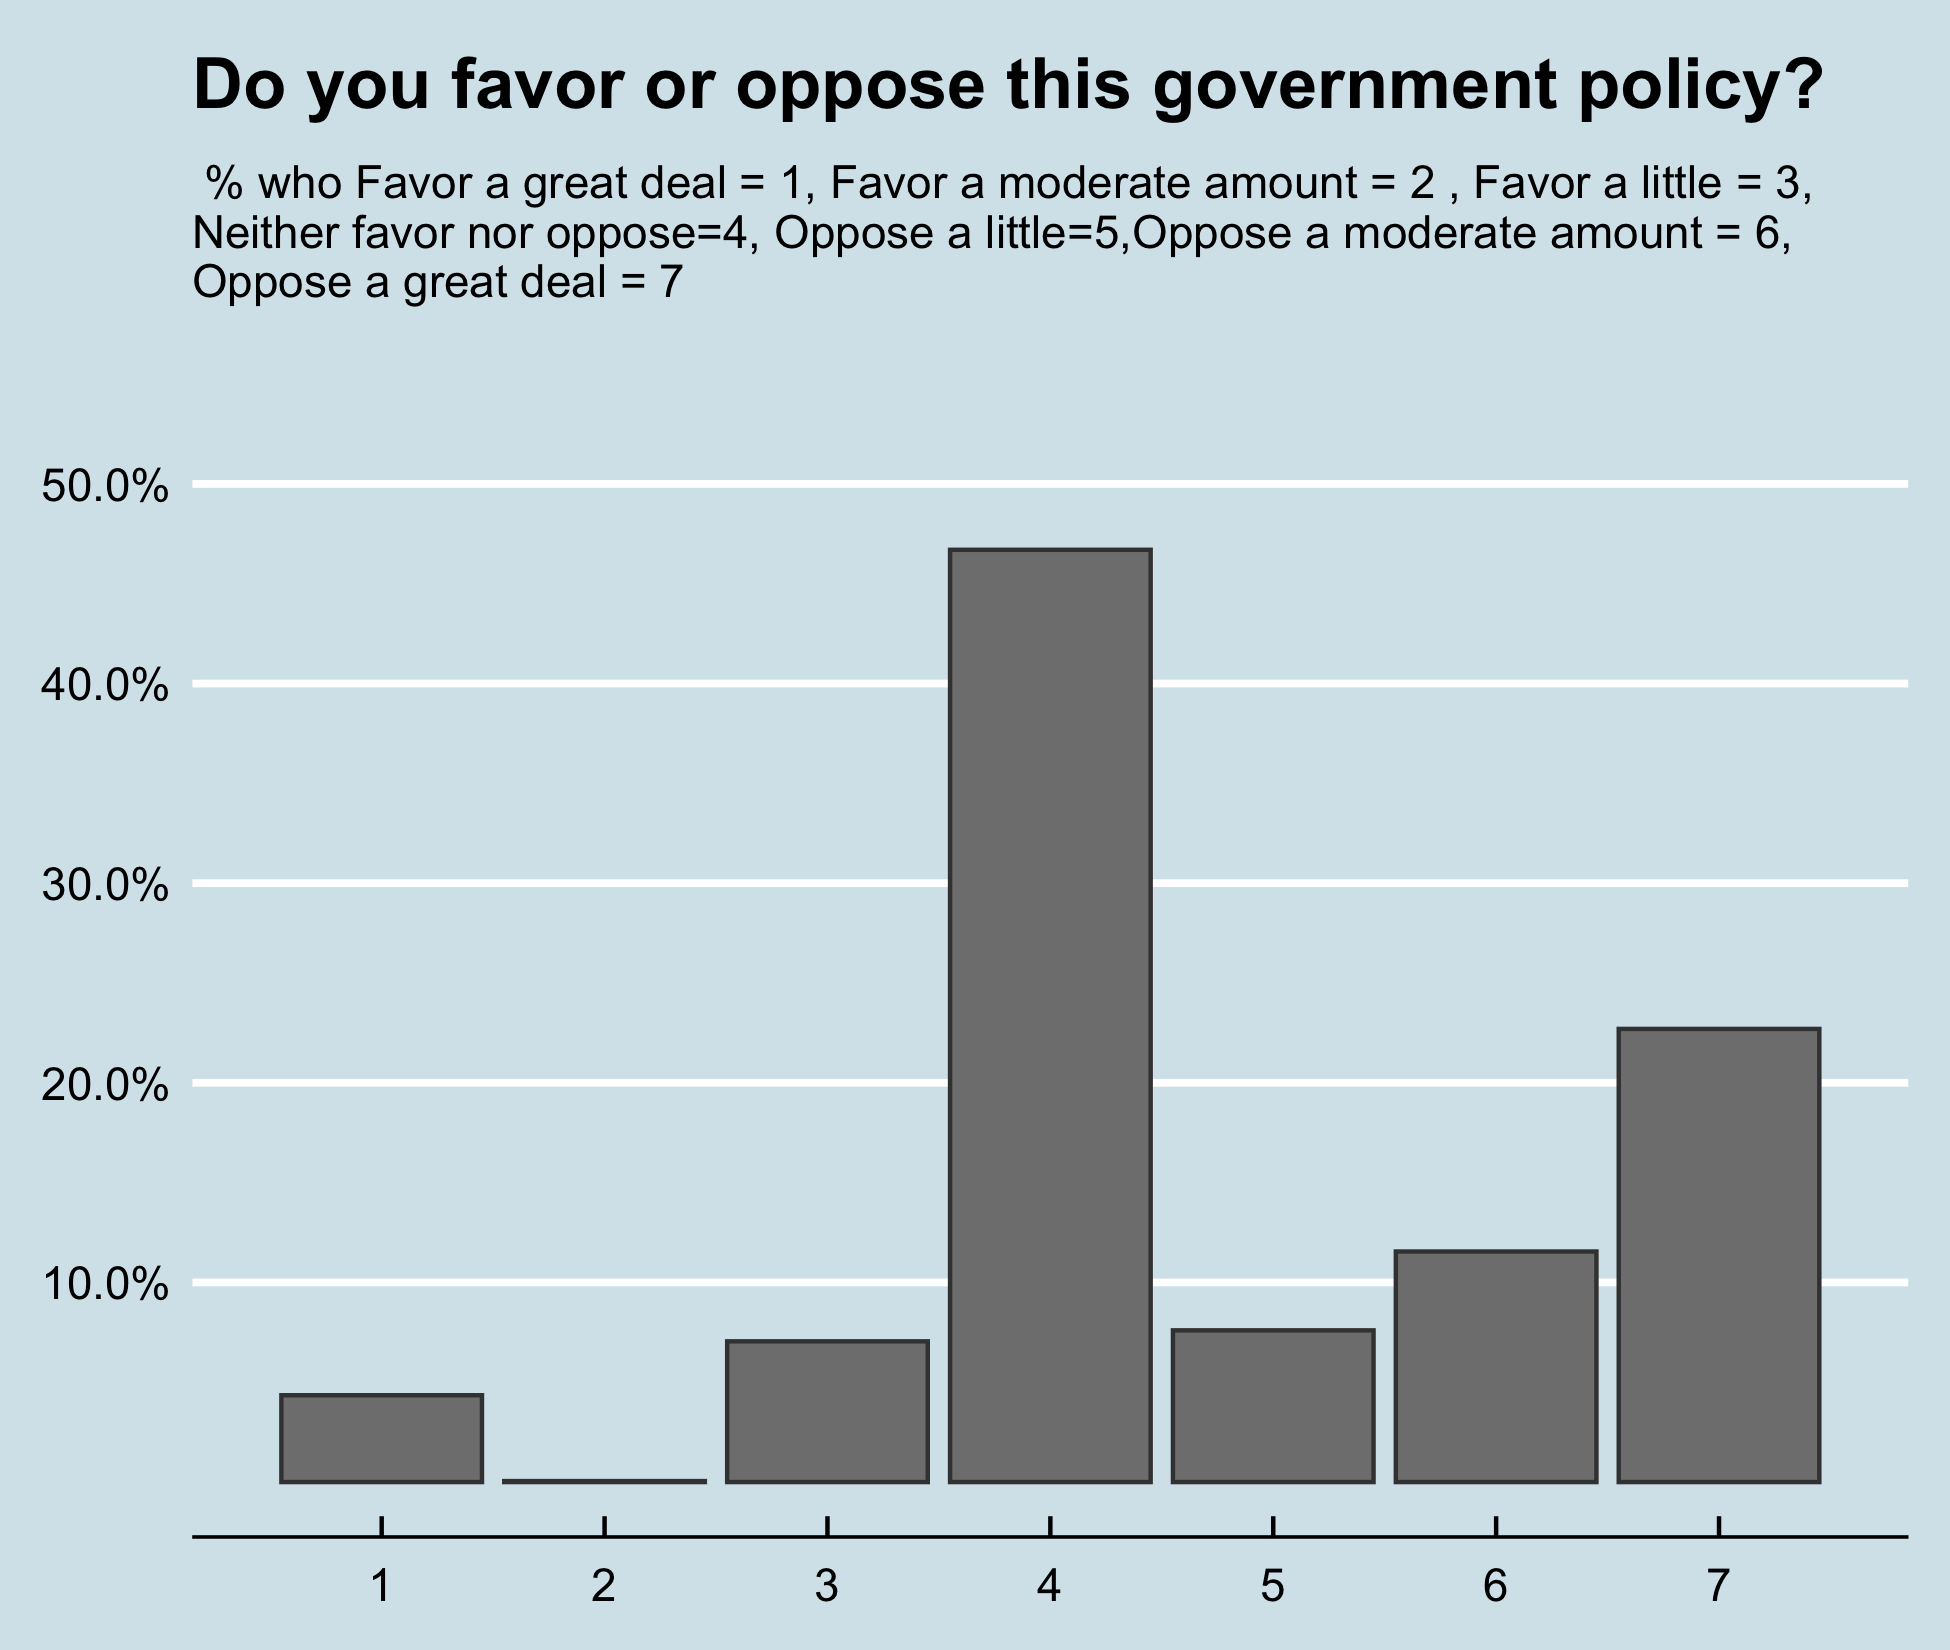 Do you favor or oppose this government policy?
% who Favor a great deal = 1, Favor a moderate amount = 2 , Favor a little = 3,
Neither favor nor oppose=4, Oppose a little=5,Oppose a moderate amount = 6,
Oppose a great deal = 7
50.0%
40.0%
30.0%
20.0%
10.0%
1 2 3 4 5 6 7